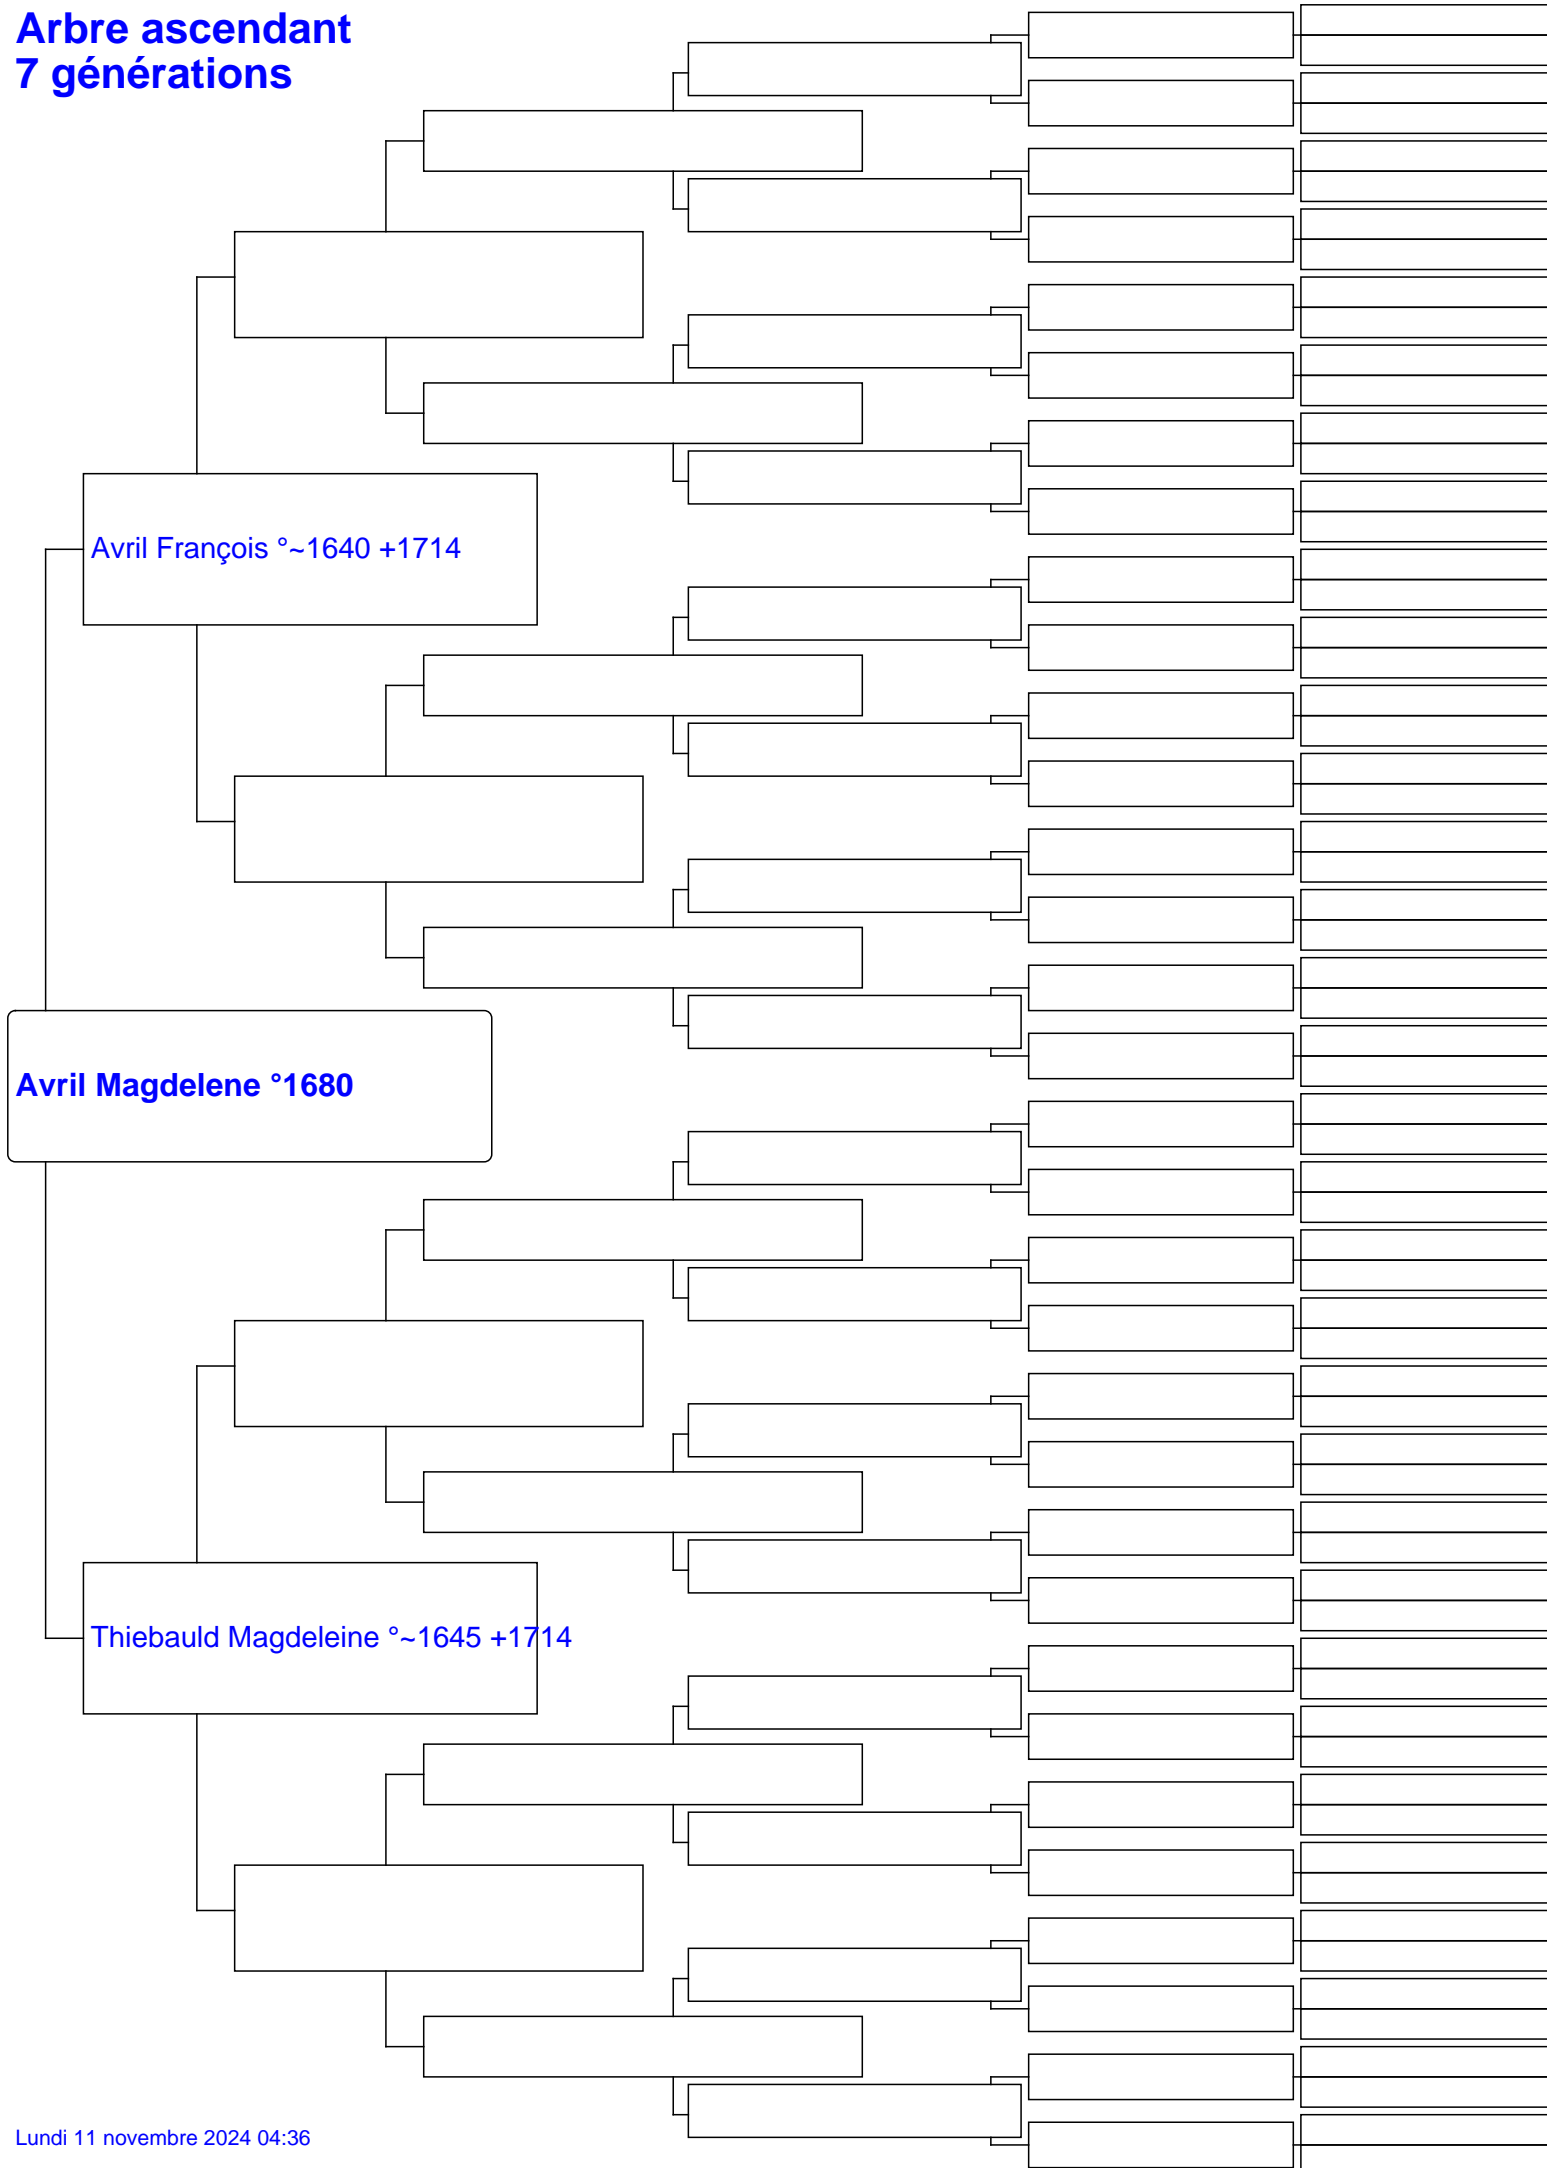 Arbre ascendant
7 générations
Avril François °~1640 +1714
Avril Magdelene °1680
Thiebauld Magdeleine °~1645 +1714
Lundi 11 novembre 2024 04:36